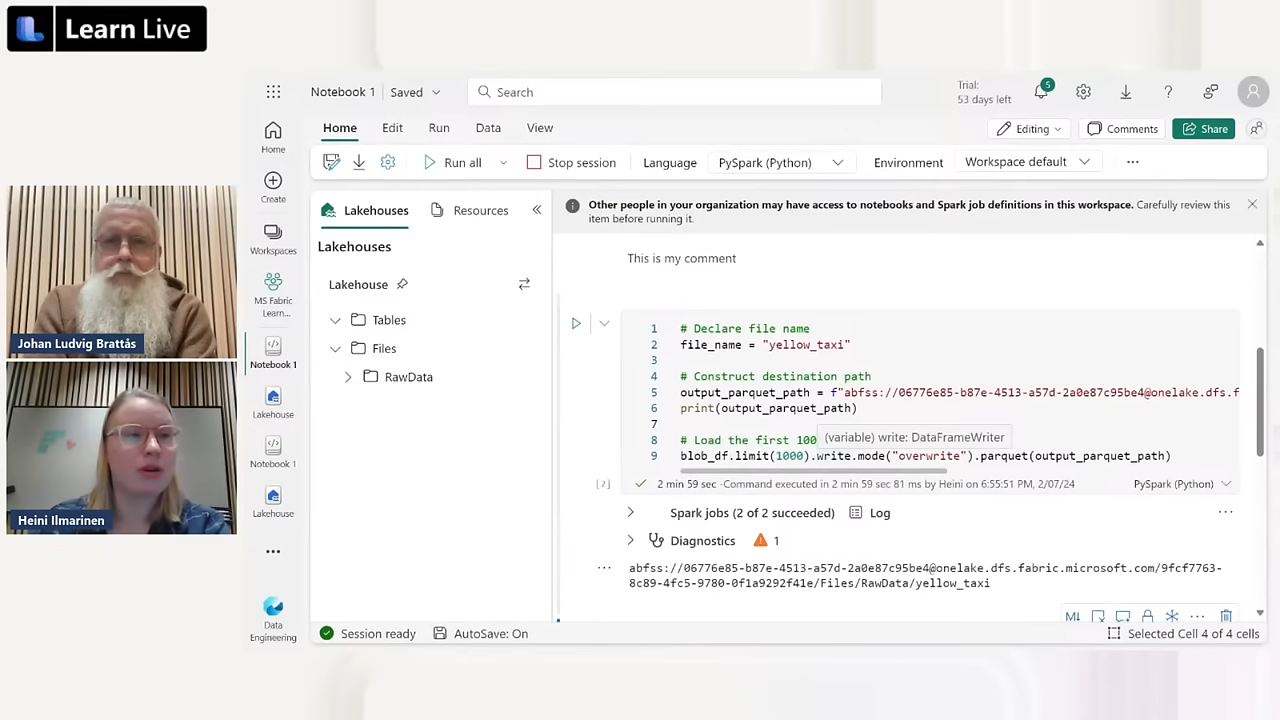 Learn Live
Notebook 1
Saved
Search
Trial:
53 days left
5
Home
Edit
Run
Data
View
Editing
Comments
Share
Run all
Stop session
Language
PySpark (Python)
Environment
Workspace default
Home
Create
Workspaces
MS Fabric
Learn...
Notebook 1
Lakehouse
Notebook 1
Lakehouse
Data
Engineering
Lakehouses
Resources
Lakehouses
Lakehouse
Tables
Files
RawData
Other people in your organization may have access to notebooks and Spark job definitions in this workspace. Carefully review this
item before running it.
This is my comment
1 # Declare file name
2 file_name = "yellow_taxi"
3
4 # Construct destination path
5 output_parquet_path = f"abfss://06776e85-b87e-4513-a57d-2a0e87c95be4@onelake.dfs.f
6 print(output_parquet_path)
7
(variable) write: DataFrameWriter
8 # Load the first 100
9 blob_df.limit(1000).write.mode("overwrite").parquet(output_parquet_path)
[2]
2 min 59 sec -Command executed in 2 min 59 sec 81 ms by Heini on 6:55:51 PM, 2/07/24
PySpark (Python)
Spark jobs (2 of 2 succeeded)
Log
Diagnostics
1
abfss://06776e85-b87e-4513-a57d-2a0e87c95be4@onelake.dfs.fabric.microsoft.com/9fcf7763-
8c89-4fc5-9780-0f1a9292f41e/Files/RawData/yellow_taxi
M↓
Session ready
AutoSave: On
Selected Cell 4 of 4 cells
Johan Ludvig Brattås
Heini Ilmarinen